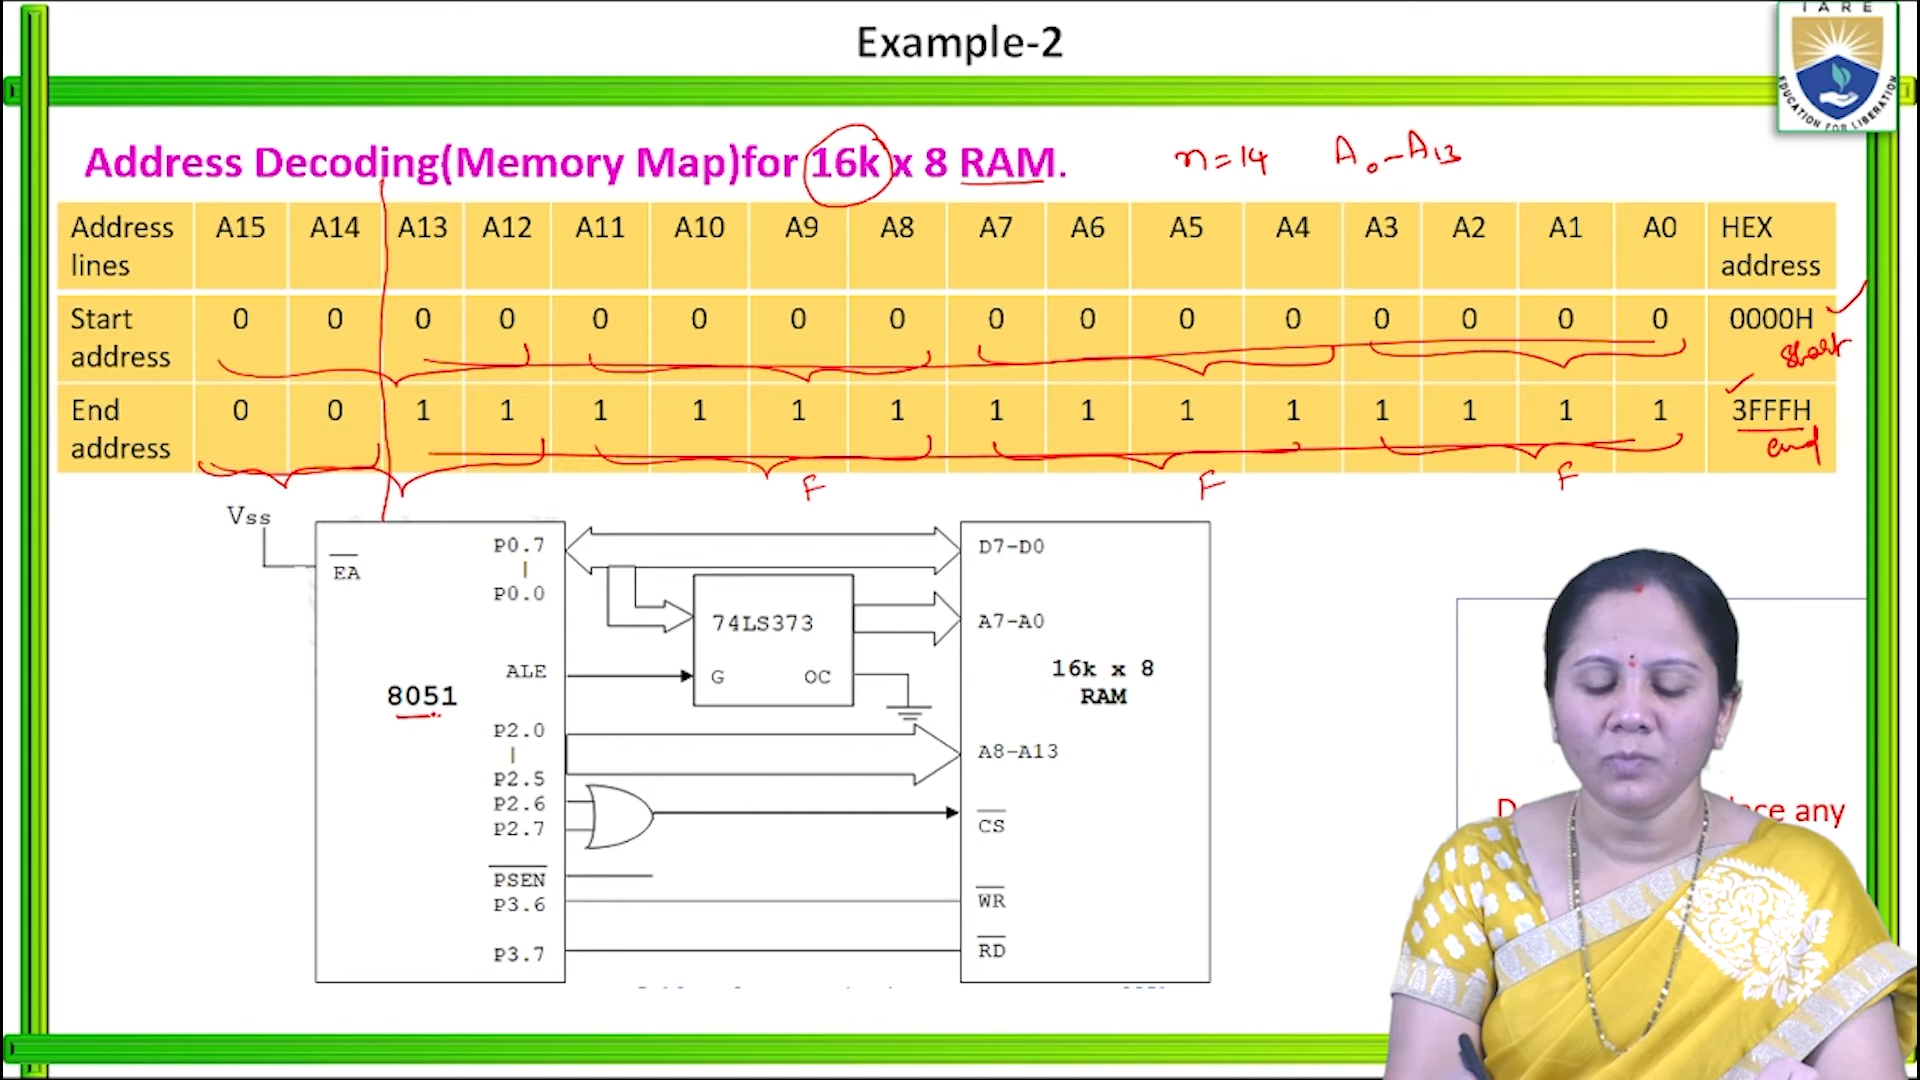 Example-2
IARE
EDUCATION FOR LIBERATION
Address Decoding(Memory Map)for 16k x 8 RAM.
n=14 A0-A13
Address lines A15 A14 A13 A12 A11 A10 A9 A8 A7 A6 A5 A4 A3 A2 A1 A0 HEX address
Start address 0 0 0 0 0 0 0 0 0 0 0 0 0 0 0 0 0000H
start
End address 0 0 1 1 1 1 1 1 1 1 1 1 1 1 1 1 3FFFH
end
F F F
Vss
EA
P0.7
P0.0
ALE
8051
P2.0
P2.5
P2.6
P2.7
PSEN
P3.6
P3.7
74LS373
G OC
D7-D0
A7-A0
16k x 8
RAM
A8-A13
CS
WR
RD
any